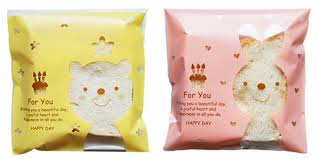 For You
Wishing you a beautiful day,
a joyful heart and
happiness in all you do.
HAPPY DAY
For You
Wishing you a beautiful day,
a joyful heart and
happiness in all you do.
HAPPY DAY